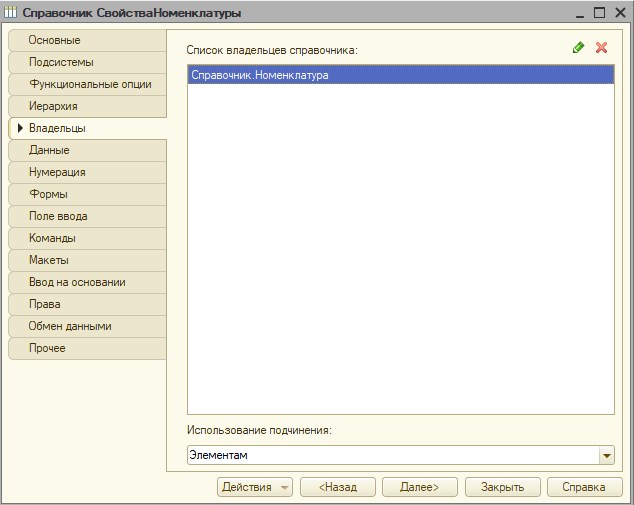 Справочник СвойстваНоменклатуры
Основные
Подсистемы
Функциональные опции
Иерархия
Владельцы
Данные
Нумерация
Формы
Поле ввода
Команды
Макеты
Ввод на основании
Права
Обмен данными
Прочее
Список владельцев справочника:
Справочник.Номенклатура
Использование подчинения:
Элементам
Действия
<Назад
Далее>
Закрыть
Справка